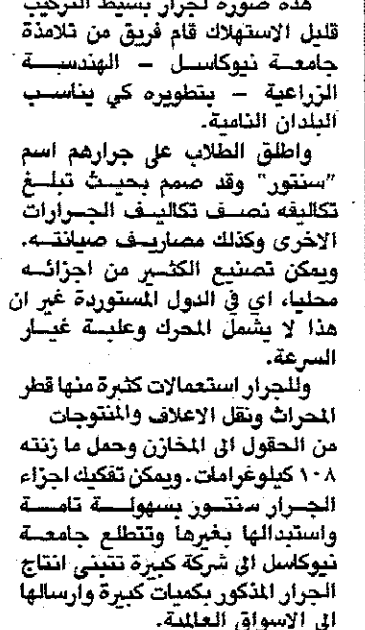 هذه صورة لجرار بسيط التركيب
قليل الاستهلاك قام فريق من تلامذة
جامعة نيوكاسل – الهندسة
الزراعية – بتطويره كي يناسب
البلدان النامية.
واطلق الطلاب على جرارهم اسم
"سنتور" وقد صمم بحيث تبلغ
تكاليفه نصف تكاليف الجرارات
الاخرى وكذلك مصاريف صيانته.
ويمكن تصنيع الكثير من اجزائه
محليا، اي في الدول المستوردة غير ان
هذا لا يشمل المحرك وعلبة غيار
السرعة.
وللجرار استعمالات كثيرة منها قطر
المحراث ونقل الاعلاف والمنتوجات
من الحقول الى المخازن وحمل ما زنته
١٠٨ كيلوغرامات. ويمكن تفكيك اجزاء
الجرار سنتور بسهولة تامة
واستبدالها بغيرها وتتطلع جامعة
نيوكاسل الى شركة كبيرة تتبنى انتاج
الجرار المذكور بكميات كبيرة وارسالها
الى الاسواق العالمية.